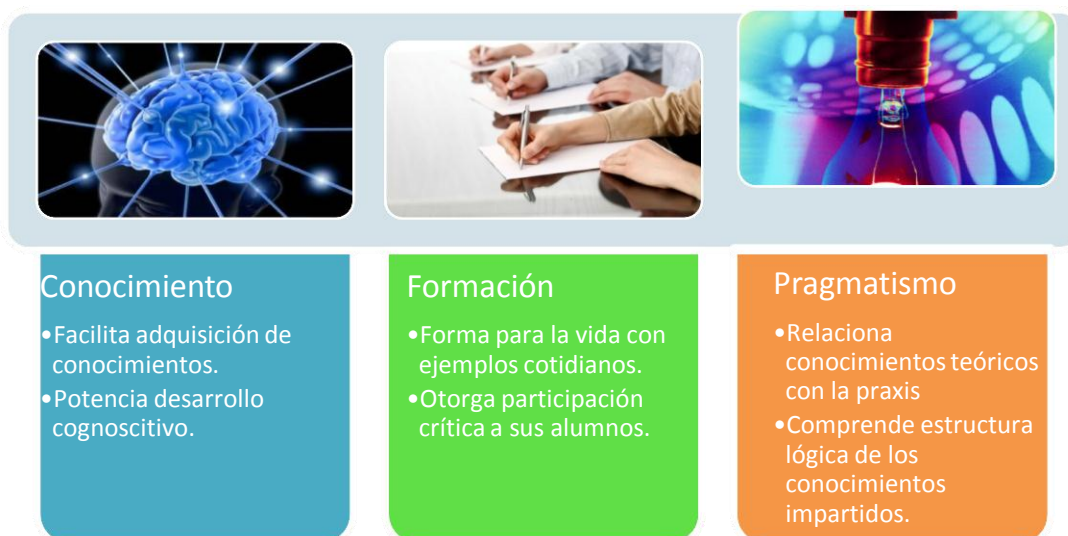 Conocimiento
•Facilita adquisición de
conocimientos.
•Potencia desarrollo
cognoscitivo.
Formación
•Forma para la vida con
ejemplos cotidianos.
•Otorga participación
crítica a sus alumnos.
Pragmatismo
•Relaciona
conocimientos teóricos
con la praxis
•Comprende estructura
lógica de los
conocimientos
impartidos.